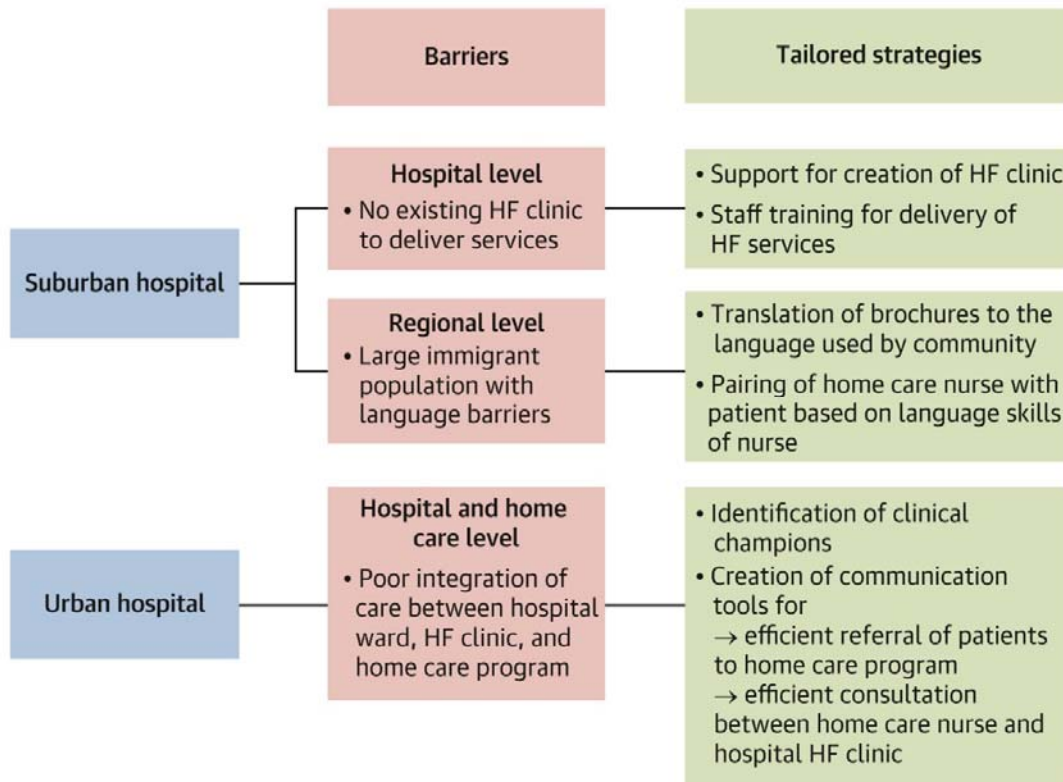 Barriers
Tailored strategies
Suburban hospital
Hospital level
• No existing HF clinic
to deliver services
• Support for creation of HF clinic
• Staff training for delivery of
HF services
Regional level
• Large immigrant
population with
language barriers
• Translation of brochures to the
language used by community
• Pairing of home care nurse with
patient based on language skills
of nurse
Urban hospital
Hospital and home
care level
• Poor integration of
care between hospital
ward, HF clinic, and
home care program
• Identification of clinical
champions
• Creation of communication
tools for
→ efficient referral of patients
to home care program
→ efficient consultation
between home care nurse and
hospital HF clinic